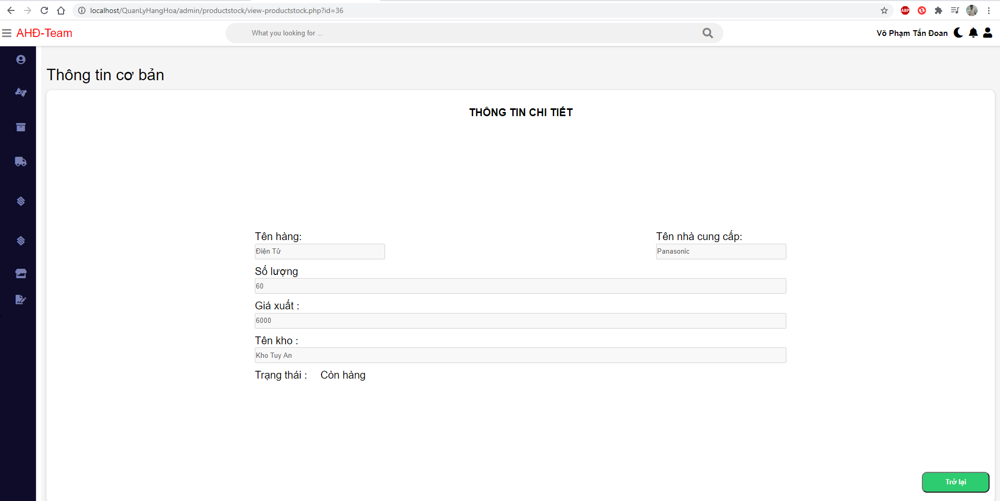 localhost/QuanLyHangHoa/admin/productstock/view-productstock.php?id=36
ABP
AHĐ-Team
What you looking for ...
Võ Phạm Tấn Đoan
Thông tin cơ bản
THÔNG TIN CHI TIẾT
Tên hàng:
Tên nhà cung cấp:
Điện Tử
Panasonic
Số lượng
60
Giá xuất :
6000
Tên kho :
Kho Tuy An
Trạng thái : Còn hàng
Trở lại